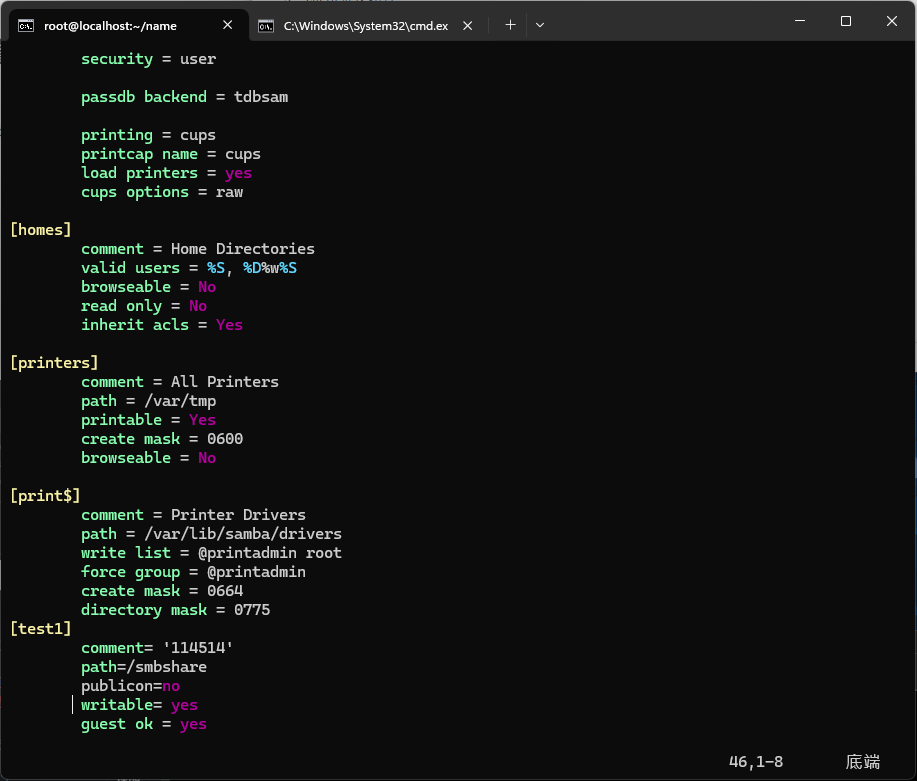 root@localhost:~/name
C:\Windows\System32\cmd.ex
security = user
passdb backend = tdbsam
printing = cups
printcap name = cups
load printers = yes
cups options = raw
[homes]
comment = Home Directories
valid users = %S, %D%w%S
browseable = No
read only = No
inherit acls = Yes
[printers]
comment = All Printers
path = /var/tmp
printable = Yes
create mask = 0600
browseable = No
[print$]
comment = Printer Drivers
path = /var/lib/samba/drivers
write list = @printadmin root
force group = @printadmin
create mask = 0664
directory mask = 0775
[test1]
comment= '114514'
path=/smbshare
publicon=no
writable= yes
guest ok = yes
46,1-8 底端